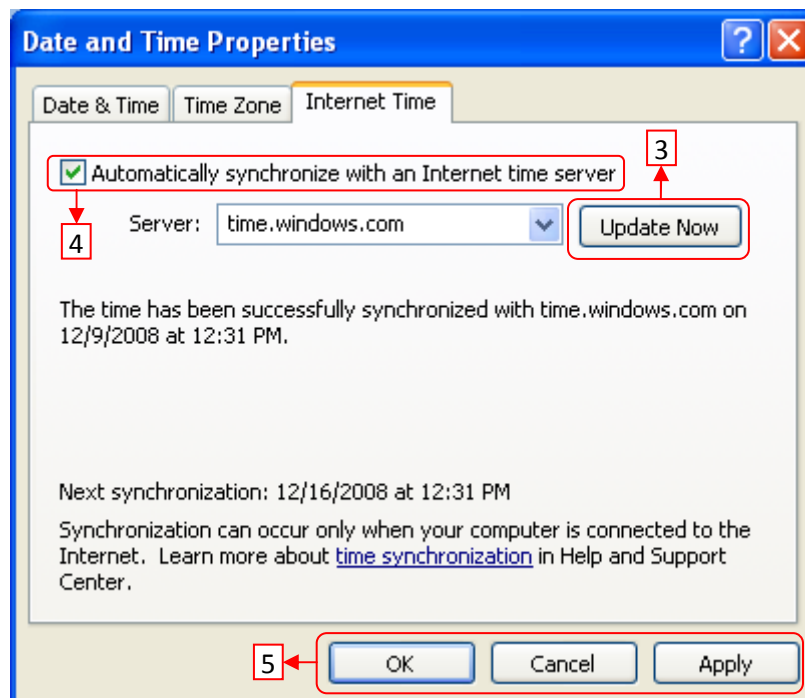 Date and Time Properties
Date & Time Time Zone Internet Time
3
Automatically synchronize with an Internet time server
4
Server: time.windows.com Update Now
The time has been successfully synchronized with time.windows.com on
12/9/2008 at 12:31 PM.
Next synchronization: 12/16/2008 at 12:31 PM
Synchronization can occur only when your computer is connected to the
Internet. Learn more about time synchronization in Help and Support
Center.
5 OK Cancel Apply